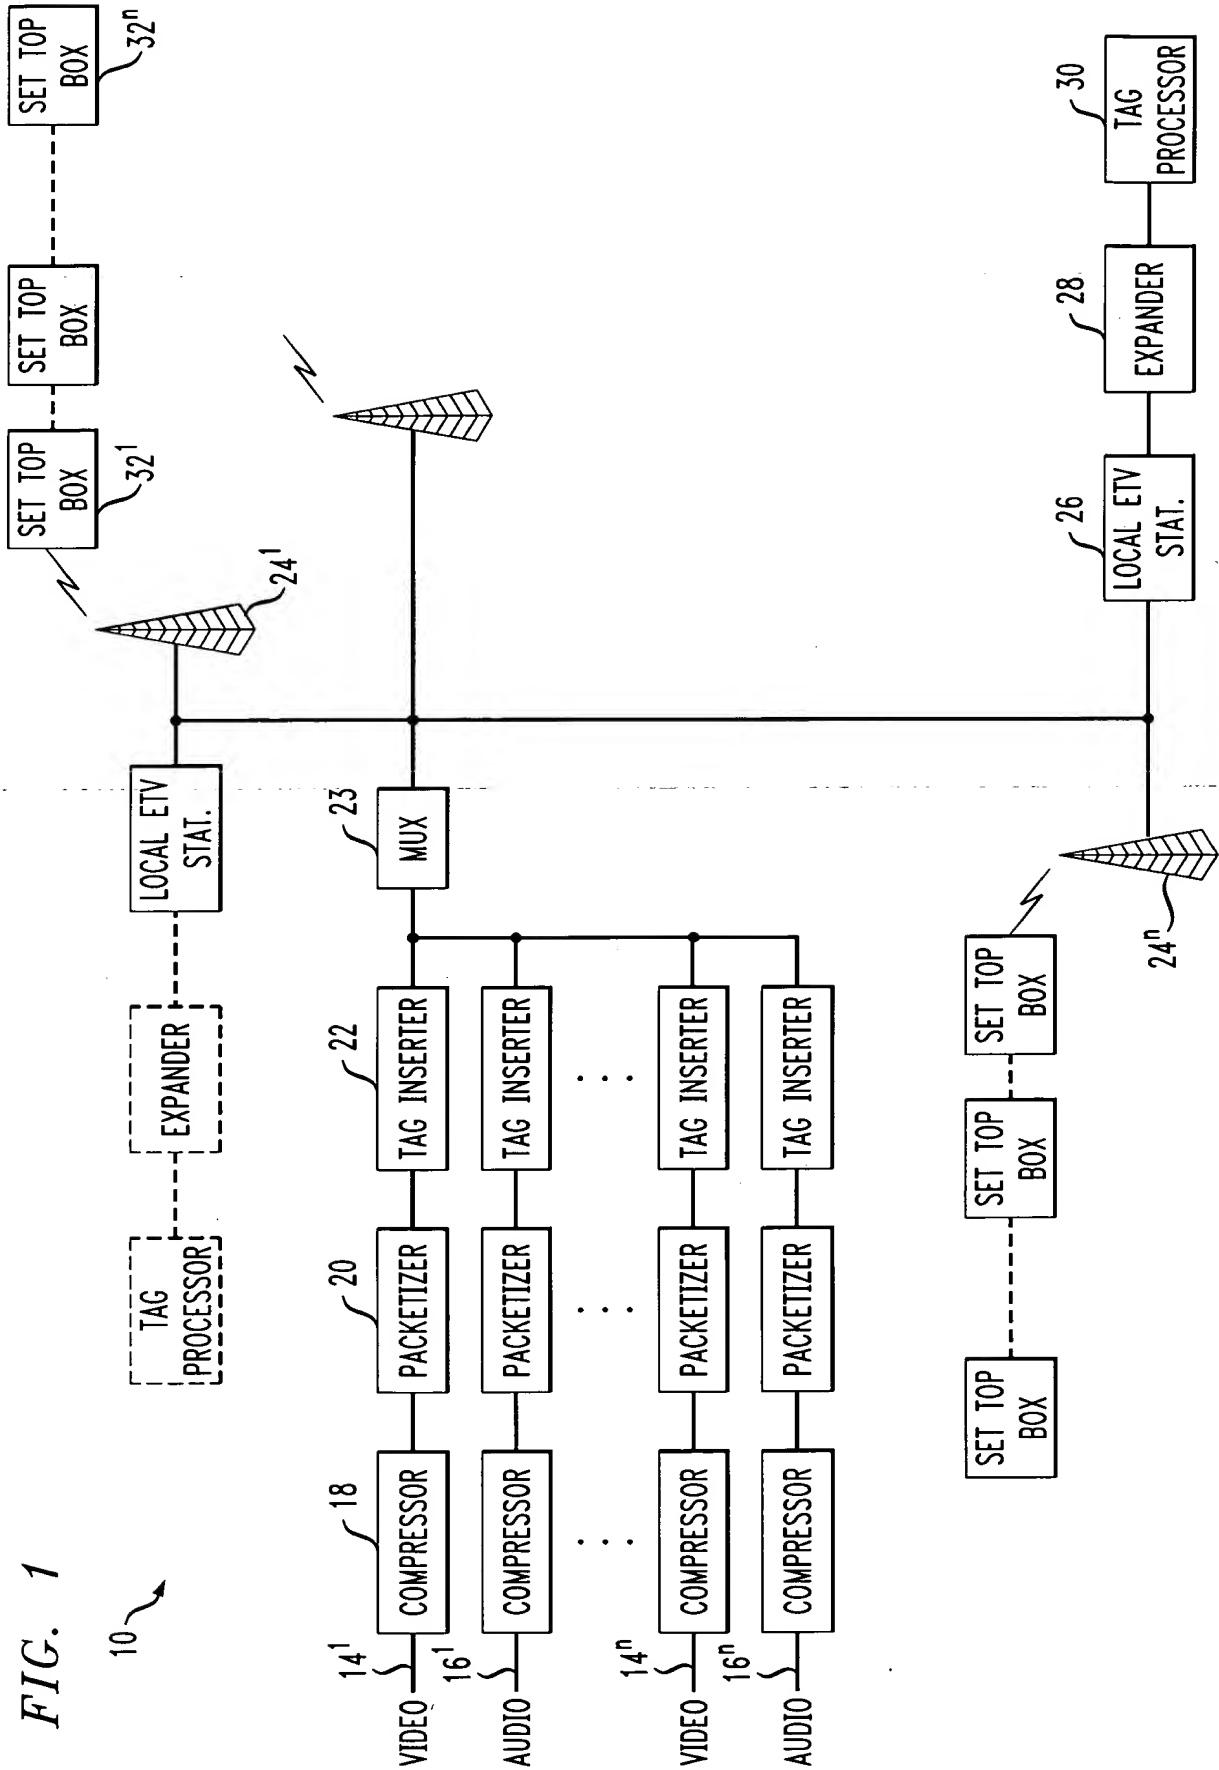 FIG. 1
10
TAG
PROCESSOR
EXPANDER
LOCAL ETV
STAT.
24¹
SET TOP
BOX
32¹
SET TOP
BOX
SET TOP
BOX
32ⁿ
VIDEO
14¹
COMPRESSOR
18
PACKETIZER
20
TAG INSERTER
22
MUX
23
AUDIO
16¹
COMPRESSOR
PACKETIZER
TAG INSERTER
. . .
. . .
. . .
VIDEO
14ⁿ
COMPRESSOR
PACKETIZER
TAG INSERTER
AUDIO
16ⁿ
COMPRESSOR
PACKETIZER
TAG INSERTER
SET TOP
BOX
SET TOP
BOX
SET TOP
BOX
24ⁿ
LOCAL ETV
STAT.
26
EXPANDER
28
TAG
PROCESSOR
30